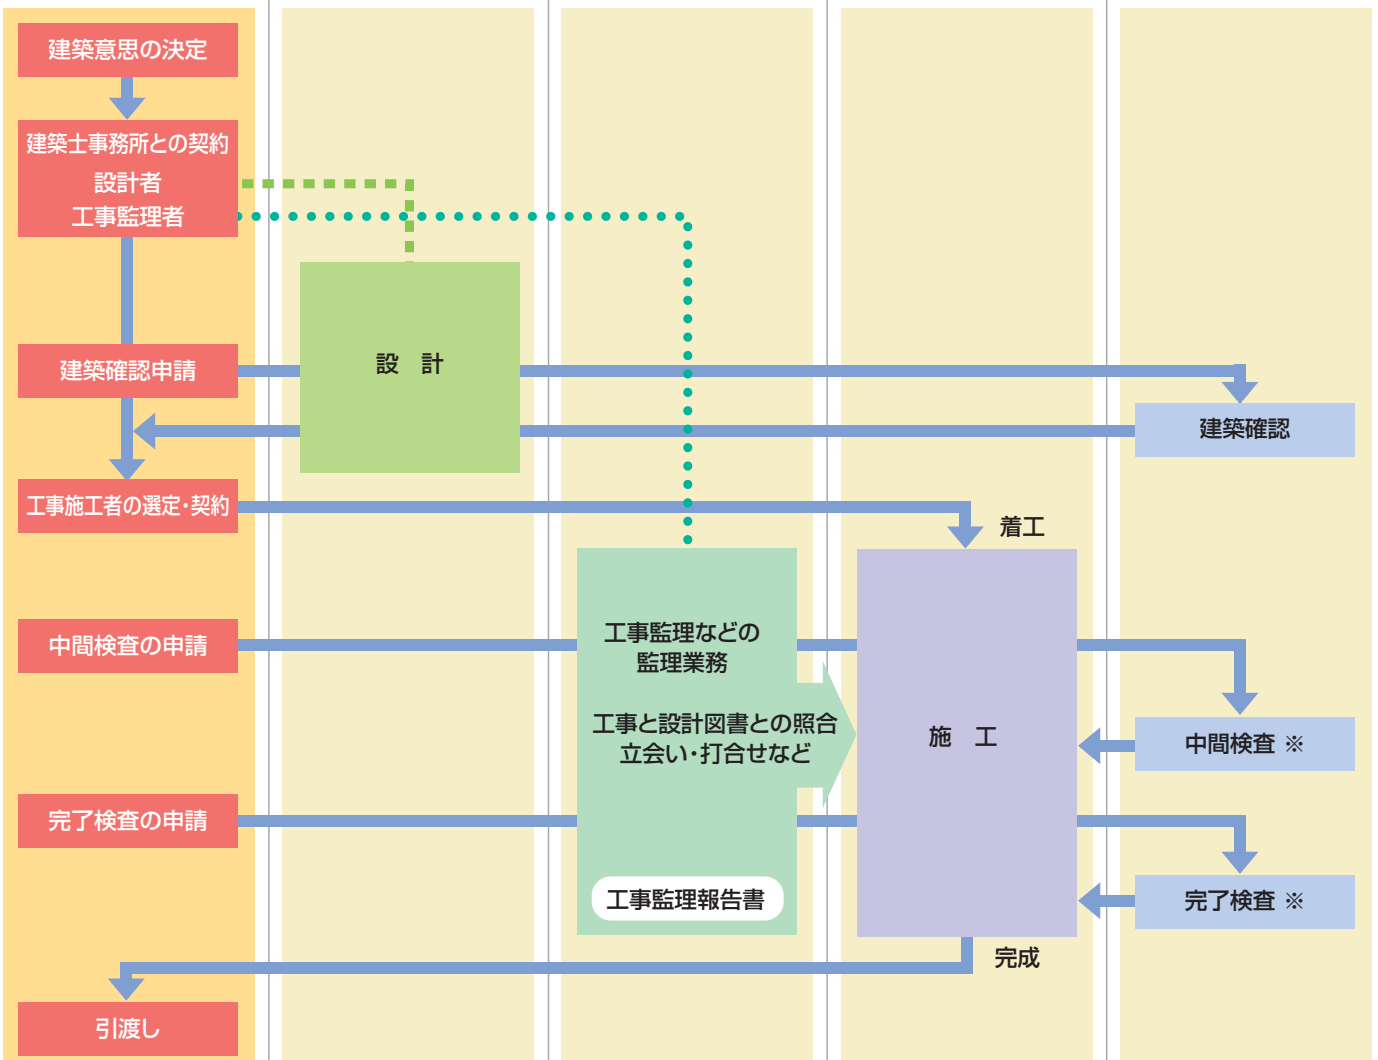 建築意思の決定
建築士事務所との契約
設計者
工事監理者
設　計
建築確認申請
建築確認
工事施工者の選定・契約
着工
中間検査の申請
工事監理などの
監理業務
工事と設計図書との照合
立会い・打合せなど
施　工
中間検査 ※
完了検査の申請
工事監理報告書
完了検査 ※
完成
引渡し